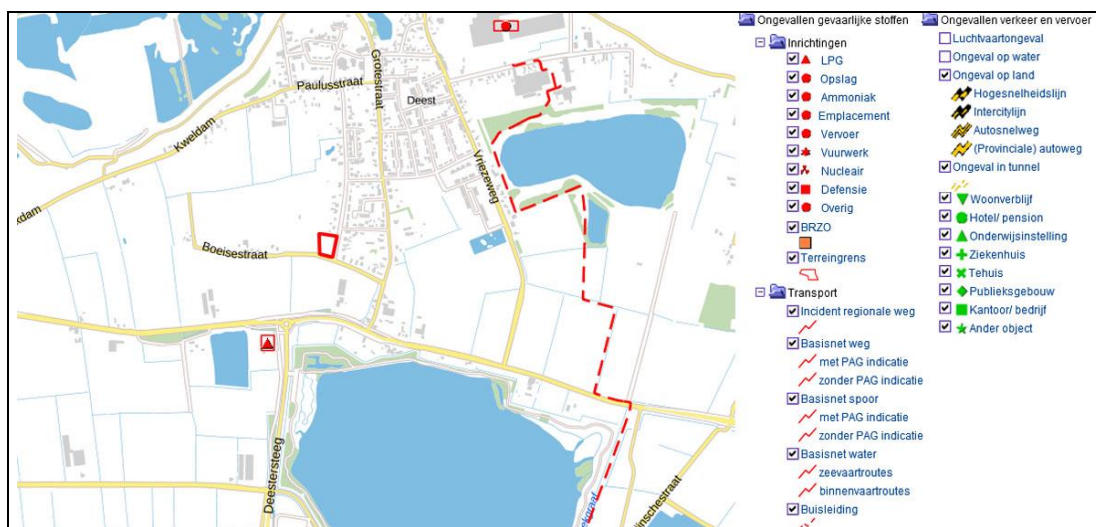 Paulusstraat
Grotestraat
Deest
Kweldam
Vriezeweg
Boeisestraat
Deestersteeg
Ongevallen gevaarlijke stoffen
Inrichtingen
LPG
Opslag
Ammoniak
Emplacement
Vervoer
Vuurwerk
Nucleair
Defensie
Overig
BRZO
Terreingrens
Transport
Incident regionale weg
Basisnet weg
met PAG indicatie
zonder PAG indicatie
Basisnet spoor
met PAG indicatie
zonder PAG indicatie
Basisnet water
zeevaartroutes
binnenvaartroutes
Buisleiding
Ongevallen verkeer en vervoer
Luchtvaartongeval
Ongeval op water
Ongeval op land
Hogesnelheidslijn
Intercitylijn
Autosnelweg
(Provinciale) autoweg
Ongeval in tunnel
Woonverblijf
Hotel/ pension
Onderwijsinstelling
Ziekenhuis
Tehuis
Publieksgebouw
Kantoor/ bedrijf
Ander object